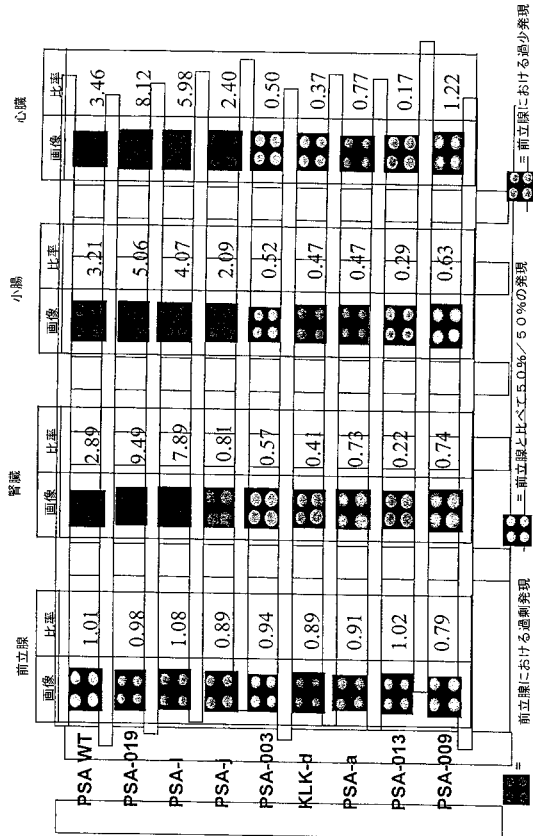 前立腺 腎臓 小腸 心臓
画像 比率 画像 比率 画像 比率 画像 比率
PSA WT 1.01 2.89 3.21 3.46
PSA-019 0.98 9.49 5.06 8.12
PSA-i 1.08 7.89 4.07 5.98
PSA-j 0.89 0.81 2.09 2.40
PSA-003 0.94 0.57 0.52 0.50
KLK-d 0.89 0.41 0.47 0.37
PSA-a 0.91 0.73 0.47 0.77
PSA-013 1.02 0.22 0.29 0.17
PSA-009 0.79 0.74 0.63 1.22
= 前立腺における過剰発現
= 前立腺と比べて50%/50%の発現
= 前立腺における過少発現